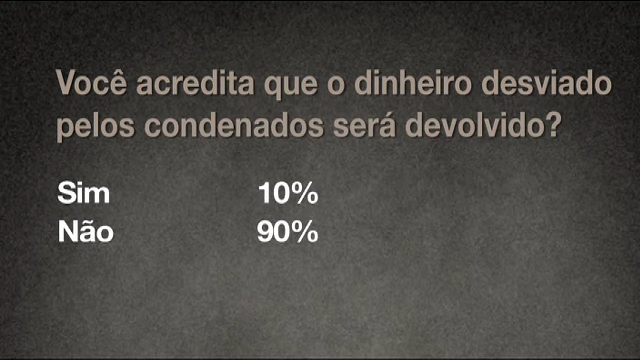 Você acredita que o dinheiro desviado
pelos condenados será devolvido?
Sim 10%
Não 90%